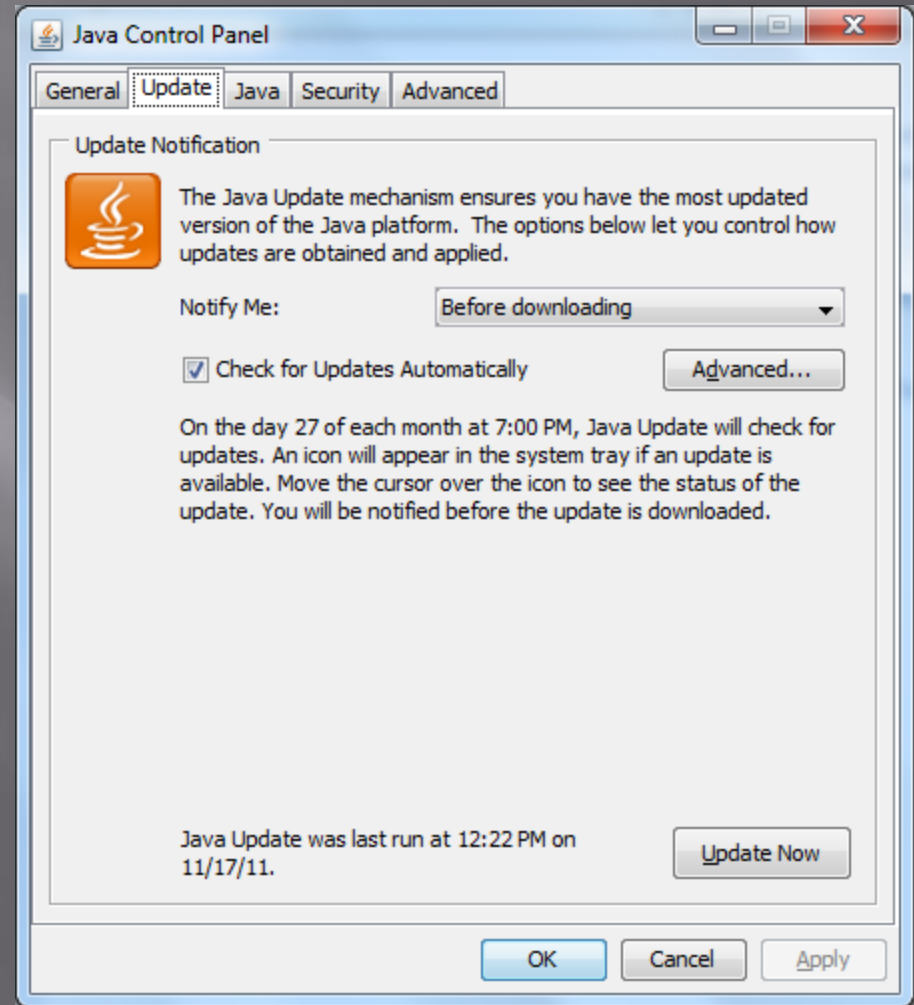 Java Control Panel
General Update Java Security Advanced
Update Notification
The Java Update mechanism ensures you have the most updated
version of the Java platform.  The options below let you control how
updates are obtained and applied.
Notify Me: Before downloading
Check for Updates Automatically Advanced...
On the day 27 of each month at 7:00 PM, Java Update will check for
updates. An icon will appear in the system tray if an update is
available. Move the cursor over the icon to see the status of the
update. You will be notified before the update is downloaded.
Java Update was last run at 12:22 PM on
11/17/11.
Update Now
OK Cancel Apply